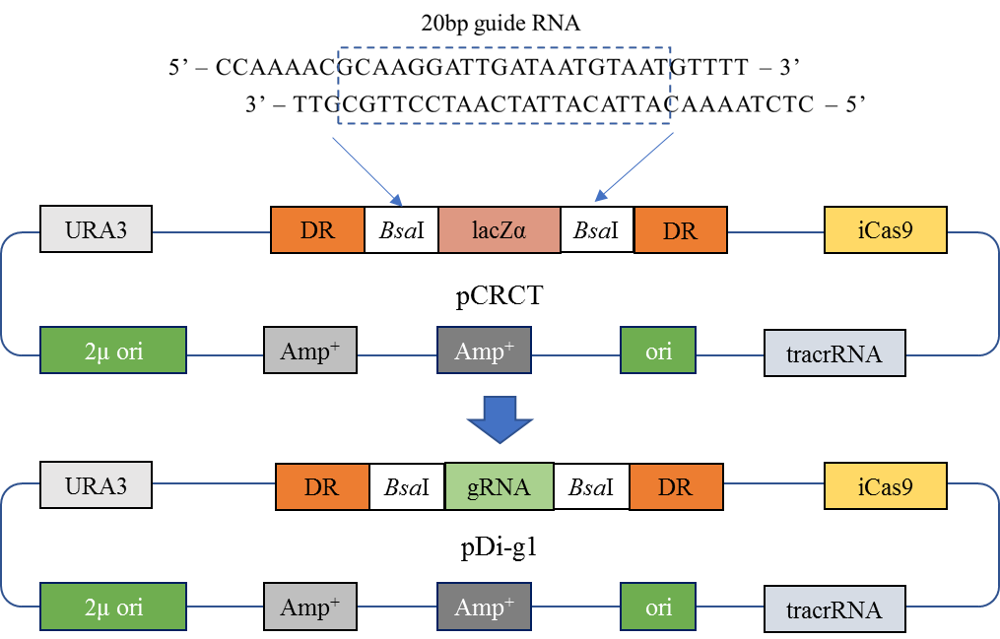 20bp guide RNA
5’ – CCAAAACGCAAGGATTGATAATGTAATGTTTT – 3’
3’ – TTGCGTTCCTAACTATTACATTACAAAATCTC – 5’
URA3 DR BsaI lacZα BsaI DR iCas9
pCRCT
2μ ori Amp+ Amp+ ori tracrRNA
URA3 DR BsaI gRNA BsaI DR iCas9
pDi-g1
2μ ori Amp+ Amp+ ori tracrRNA